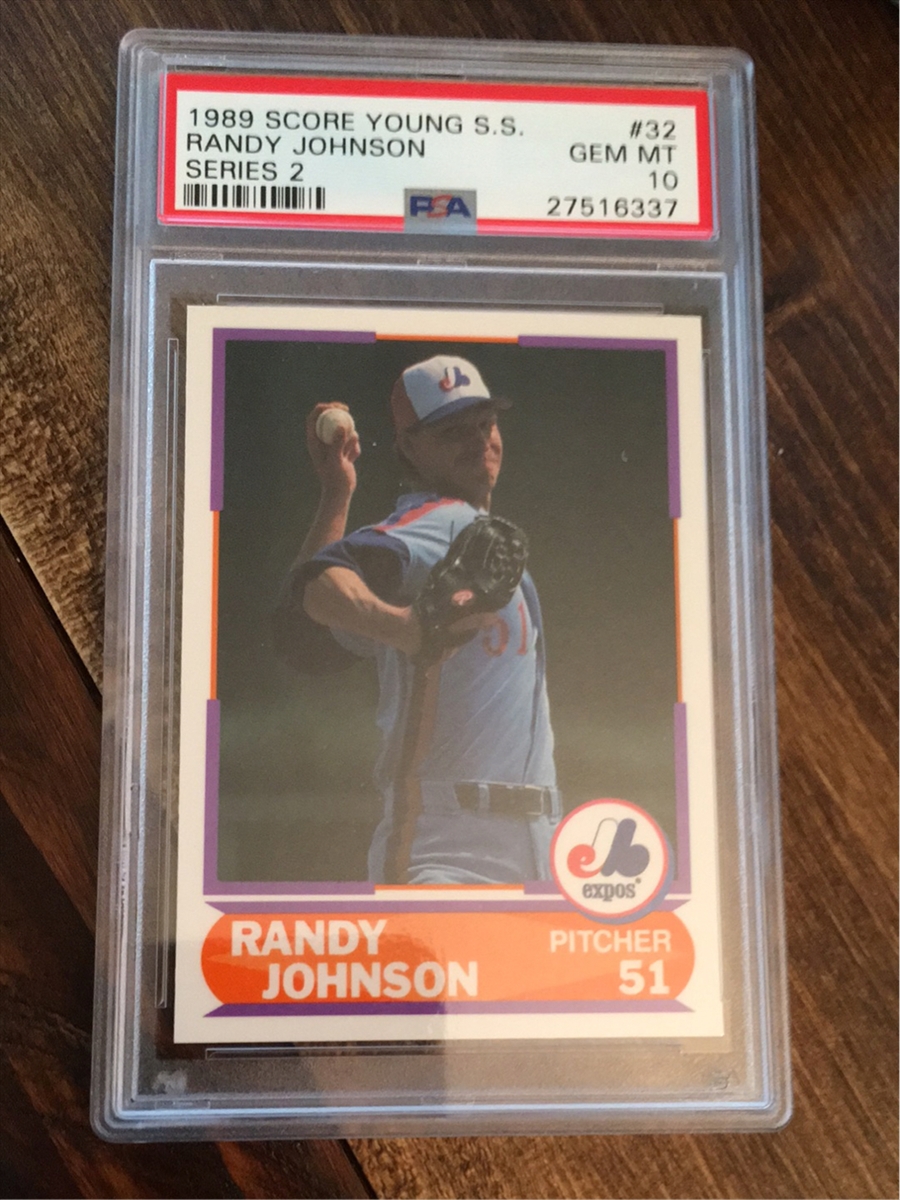 1989 SCORE YOUNG S.S. #32
RANDY JOHNSON GEM MT
SERIES 2 10
PSA 27516337
51
expos
RANDY PITCHER
JOHNSON 51